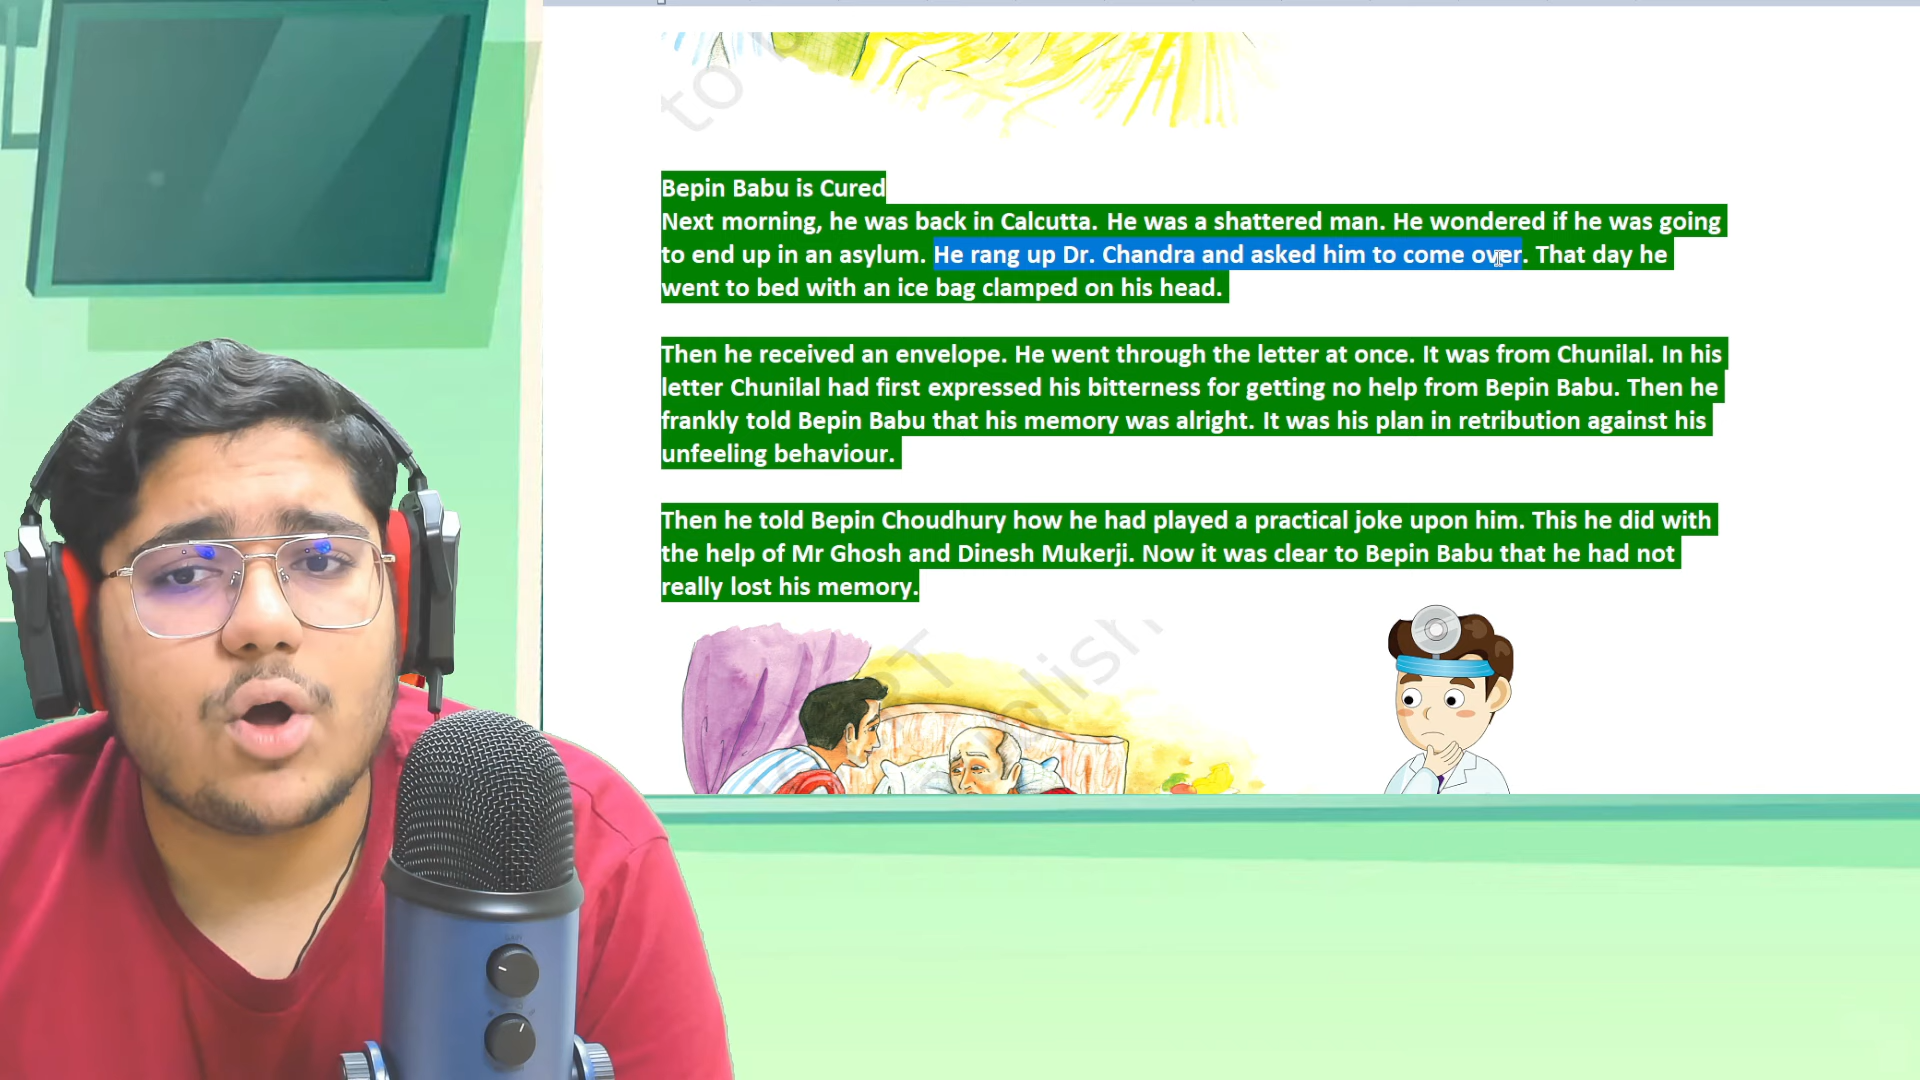 to b
Bepin Babu is Cured
Next morning, he was back in Calcutta. He was a shattered man. He wondered if he was going
to end up in an asylum. He rang up Dr. Chandra and asked him to come over. That day he
went to bed with an ice bag clamped on his head.
Then he received an envelope. He went through the letter at once. It was from Chunilal. In his
letter Chunilal had first expressed his bitterness for getting no help from Bepin Babu. Then he
frankly told Bepin Babu that his memory was alright. It was his plan in retribution against his
unfeeling behaviour.
Then he told Bepin Choudhury how he had played a practical joke upon him. This he did with
the help of Mr Ghosh and Dinesh Mukerji. Now it was clear to Bepin Babu that he had not
really lost his memory.